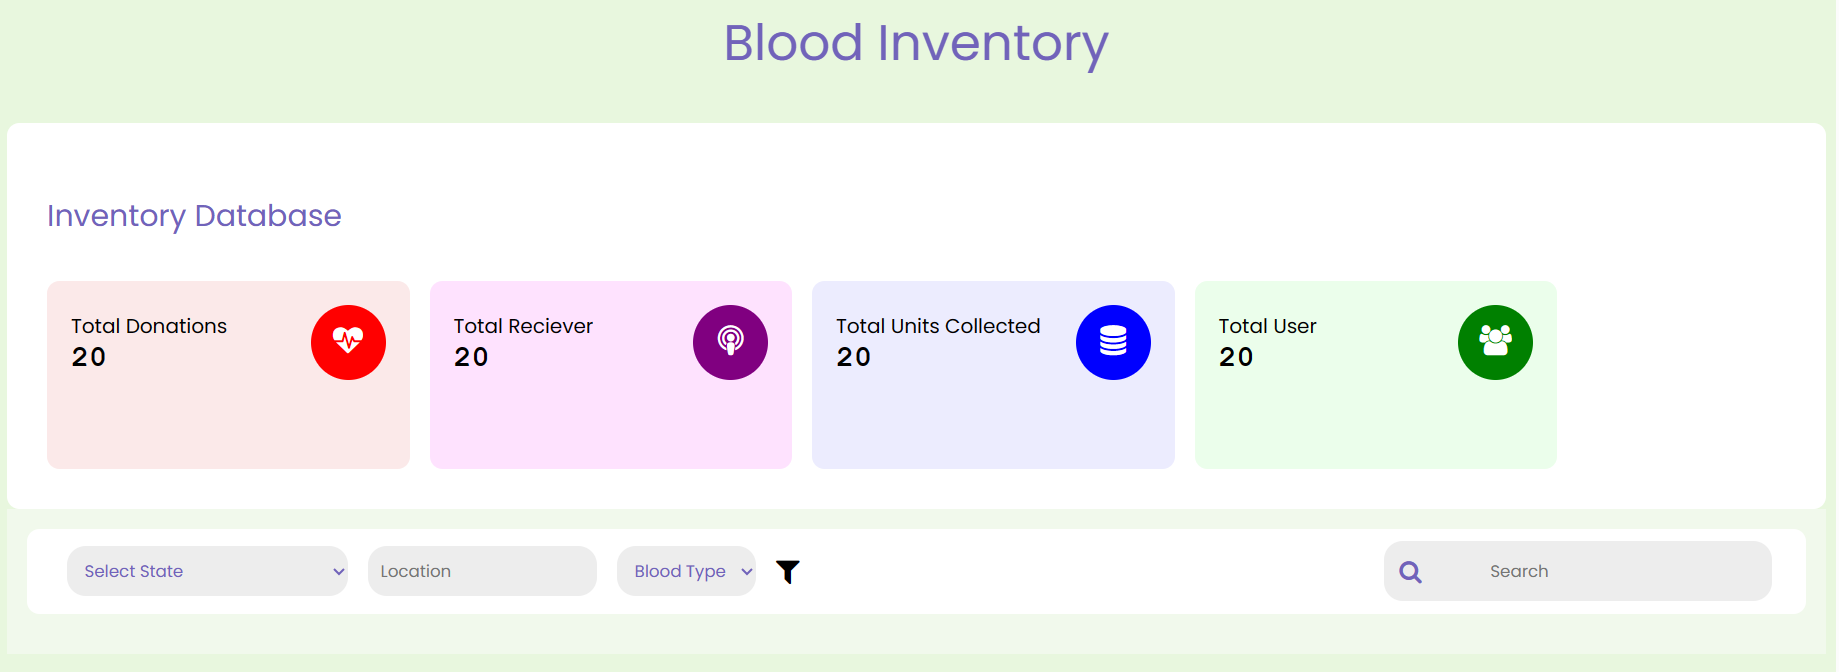 Blood Inventory
Inventory Database
Total Donations
20
Total Reciever
20
Total Units Collected
20
Total User
20
Select State
Location
Blood Type
Search